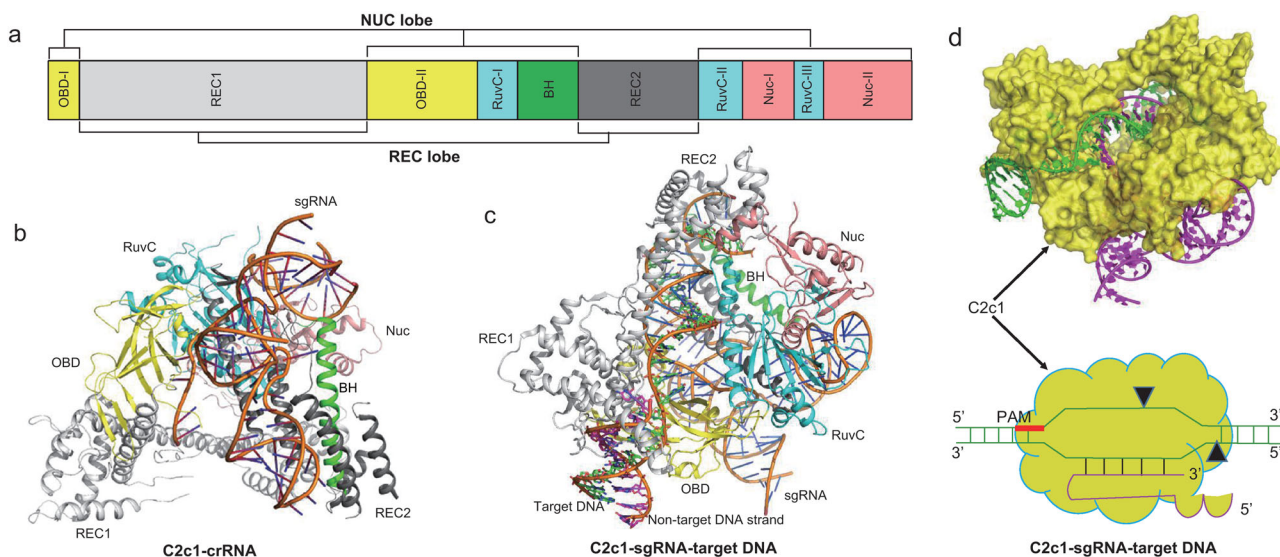 a
NUC lobe
OBD-I
REC1
OBD-II
RuvC-I
BH
REC2
RuvC-II
Nuc-I
RuvC-III
Nuc-II
REC lobe
b
sgRNA
RuvC
OBD
Nuc
BH
REC1
REC2
C2c1-crRNA
c
REC2
Nuc
BH
REC1
RuvC
OBD
sgRNA
Target DNA
Non-target DNA strand
C2c1-sgRNA-target DNA
d
C2c1
5’ PAM 3’
3’ 5’
3’
5’
C2c1-sgRNA-target DNA